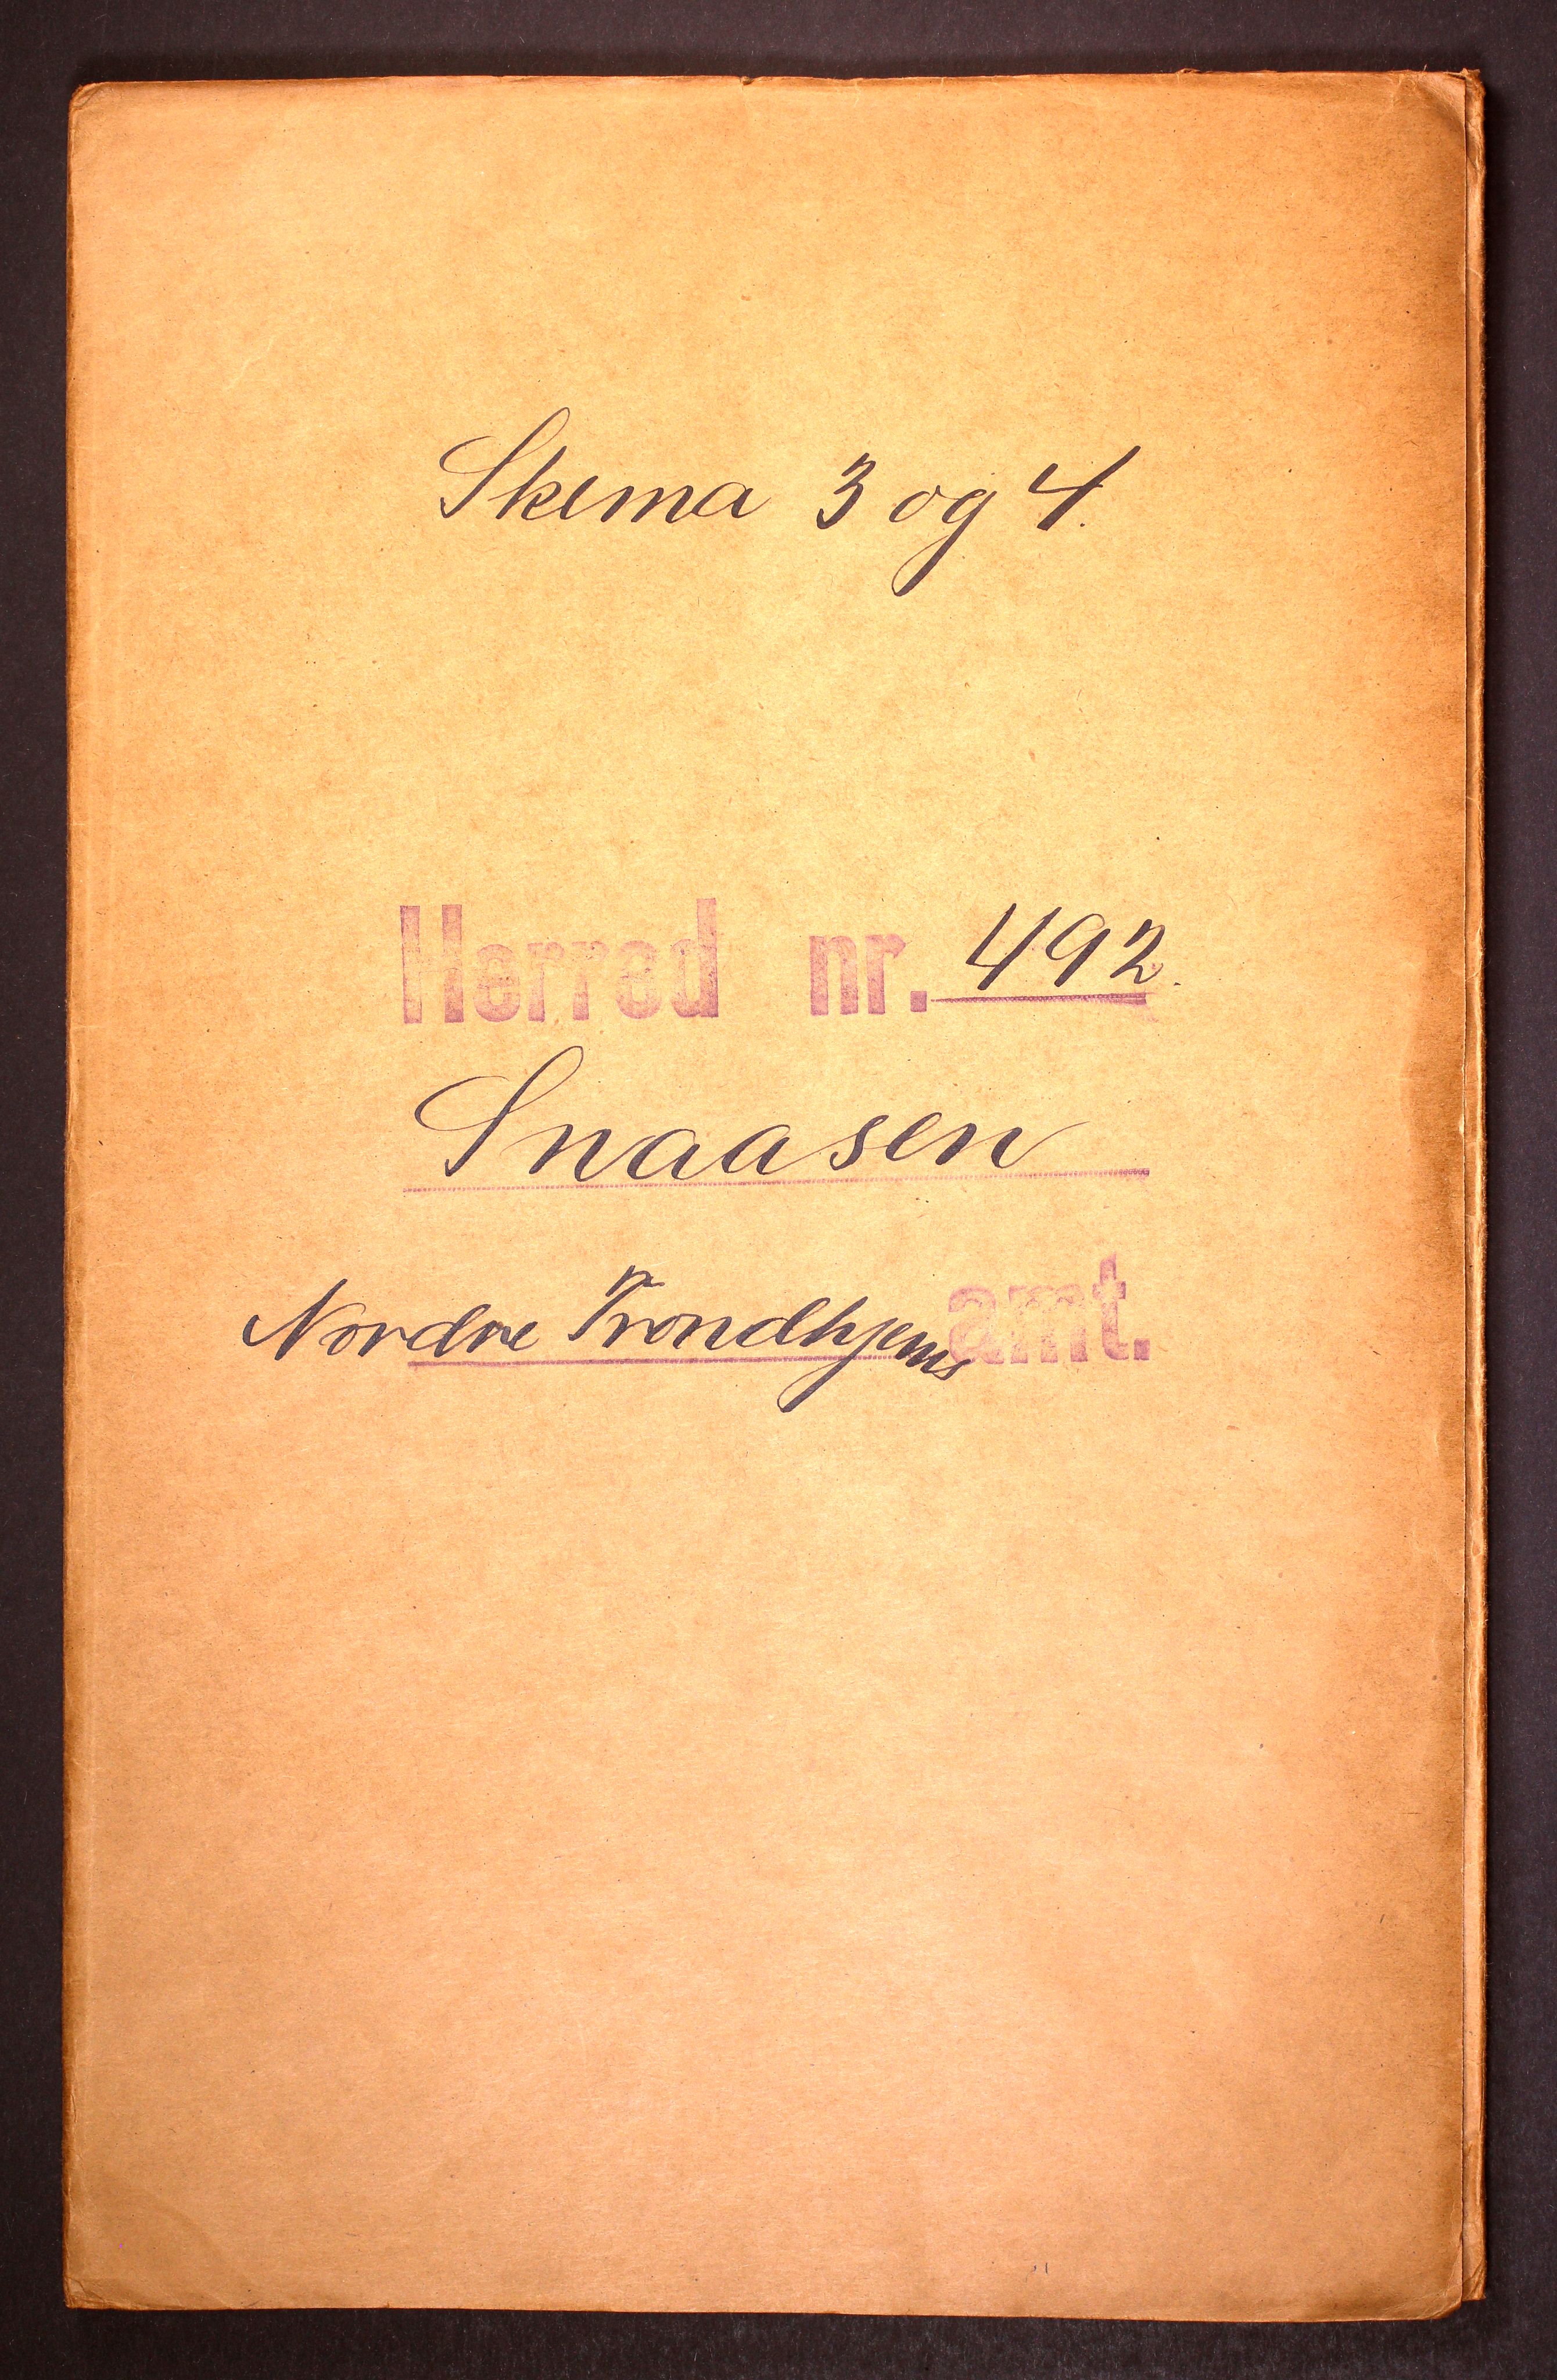 Skema 3 og 4.
Herred nr. 492.
Snaasen
Nordre Trondhjems amt.